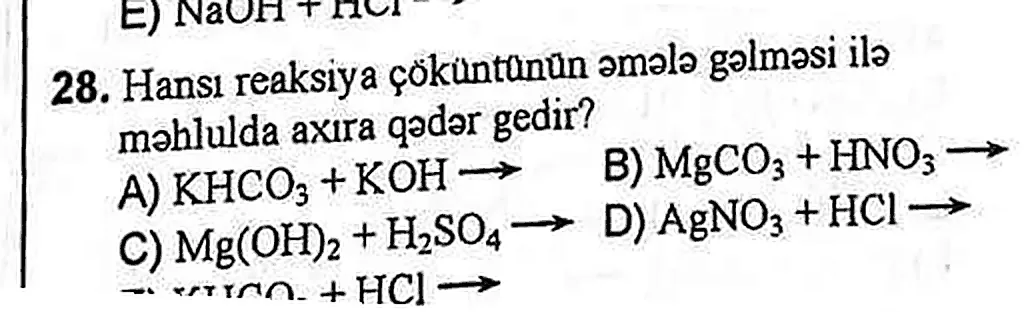 E) NaOH + HCl
28. Hansı reaksiya çöküntünün əmələ gəlməsi ilə
məhlulda axıra qədər gedir?
A) KHCO₃ + KOH ⟶ B) MgCO₃ + HNO₃ ⟶
C) Mg(OH)₂ + H₂SO₄ ⟶ D) AgNO₃ + HCl ⟶
+ HCl ⟶